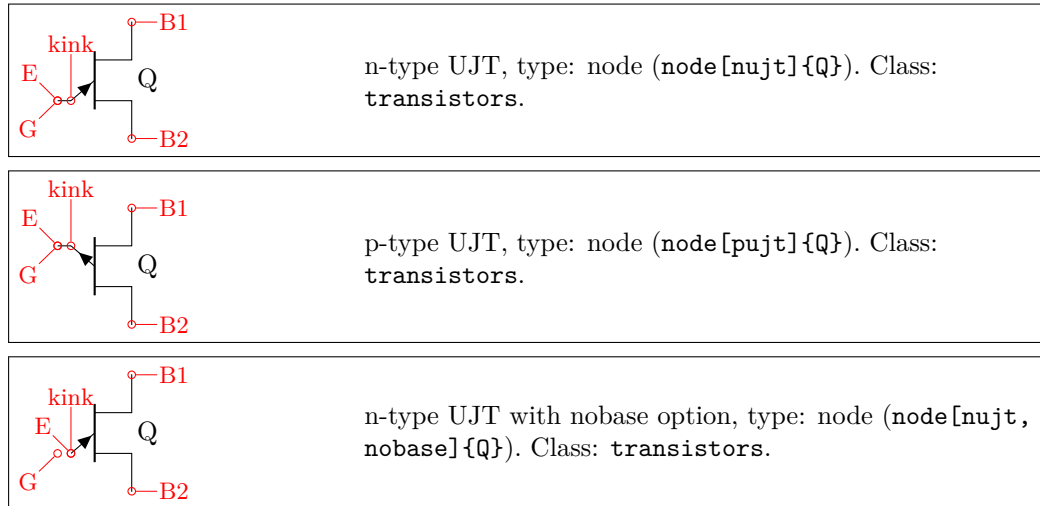 B1
kink
E
Q
G
B2
n-type UJT, type: node (node[nujt]{Q}). Class:
transistors.
kink
B1
E
G
Q
B2
p-type UJT, type: node (node[pujt]{Q}). Class:
transistors.
B1
kink
E
Q
G
B2
n-type UJT with nobase option, type: node (node[nujt,
nobase]{Q}). Class: transistors.